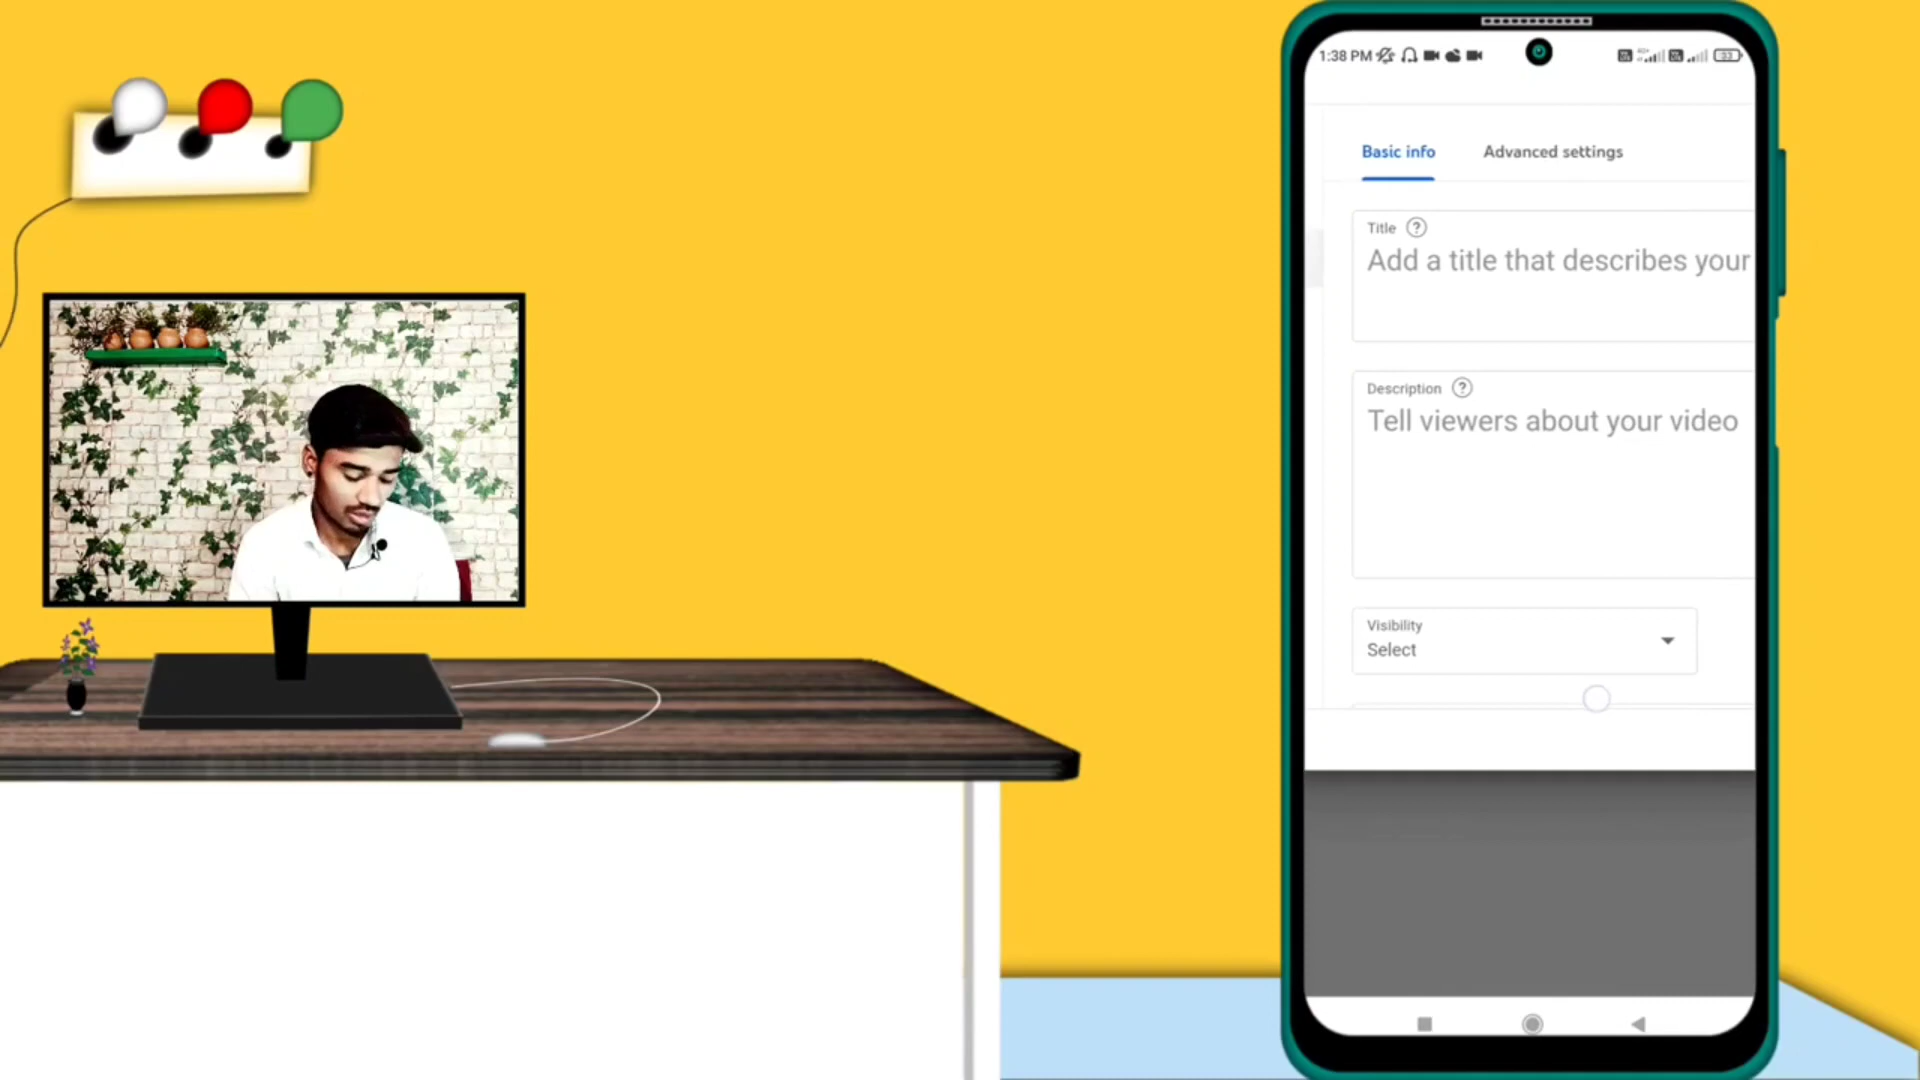 1:38 PM
33
Basic info
Advanced settings
Title ?
Add a title that describes your
Description ?
Tell viewers about your video
Visibility
Select